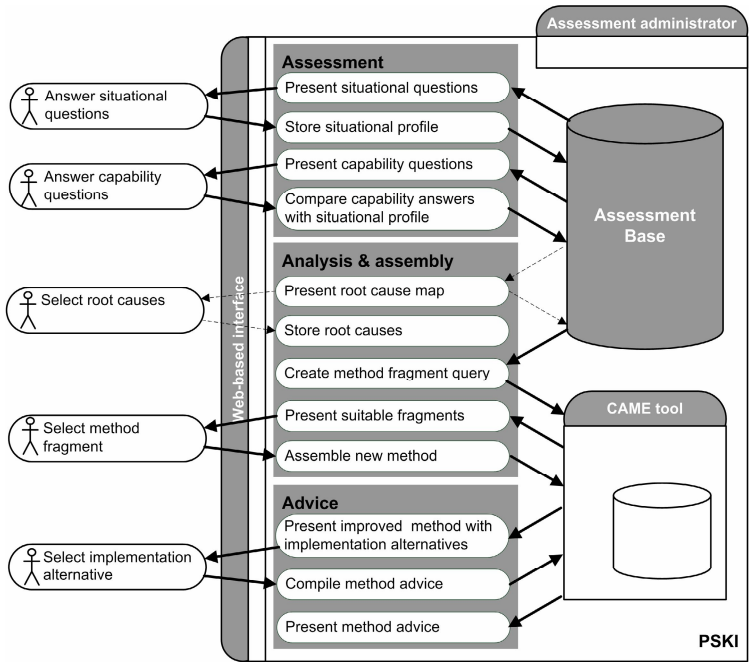 Assessment administrator
Assessment
Present situational questions
Answer situational
questions
Store situational profile
Present capability questions
Answer capability
questions
Compare capability answers
with situational profile
Assessment
Base
Analysis & assembly
Present root cause map
Select root causes
Store root causes
Web-based interface
Create method fragment query
CAME tool
Present suitable fragments
Select method
fragment
Assemble new method
Advice
Present improved method with
implementation alternatives
Select implementation
alternative
Compile method advice
Present method advice
PSKI